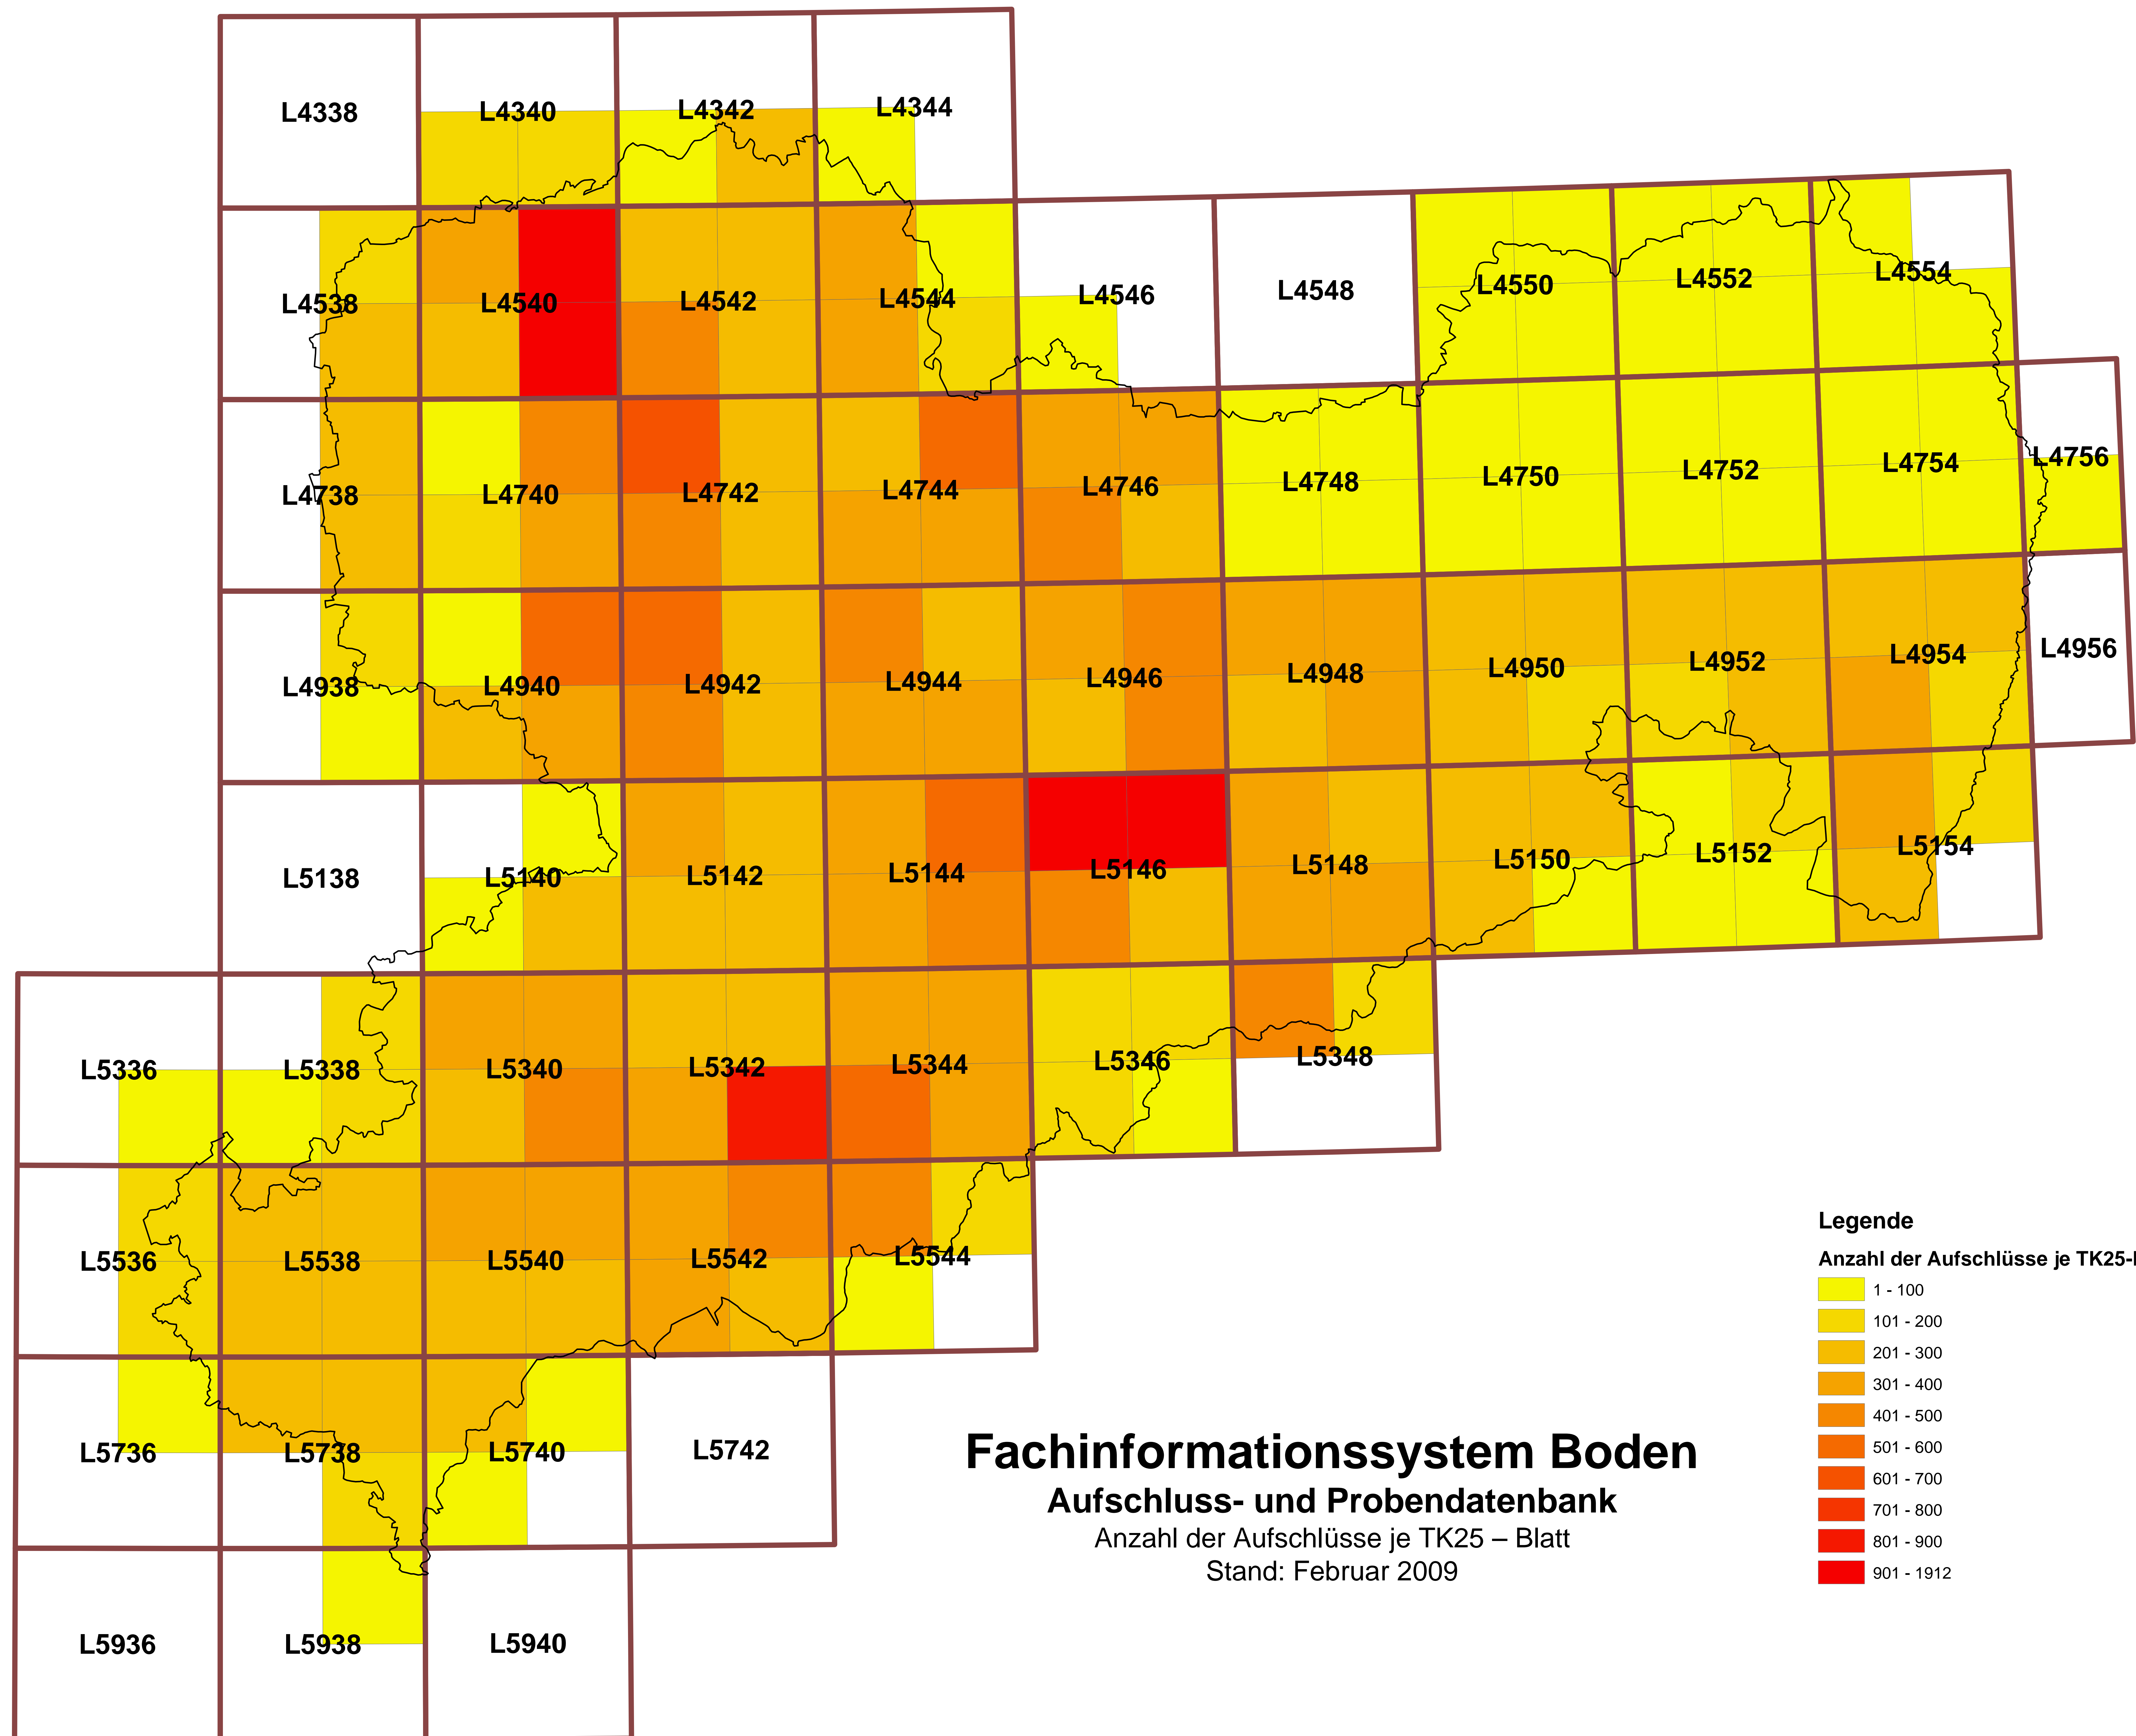 L4338 L4340 L4342 L4344
L4538 L4540 L4542 L4544 L4546 L4548 L4550 L4552 L4554
L4738 L4740 L4742 L4744 L4746 L4748 L4750 L4752 L4754 L4756
L4938 L4940 L4942 L4944 L4946 L4948 L4950 L4952 L4954 L4956
L5138 L5140 L5142 L5144 L5146 L5148 L5150 L5152 L5154
L5336 L5338 L5340 L5342 L5344 L5346 L5348
L5536 L5538 L5540 L5542 L5544
L5736 L5738 L5740 L5742
L5936 L5938 L5940
Fachinformationssystem Boden
Aufschluss- und Probendatenbank
Anzahl der Aufschlüsse je TK25 – Blatt
Stand: Februar 2009
Legende
Anzahl der Aufschlüsse je TK25-
1 - 100
101 - 200
201 - 300
301 - 400
401 - 500
501 - 600
601 - 700
701 - 800
801 - 900
901 - 1912